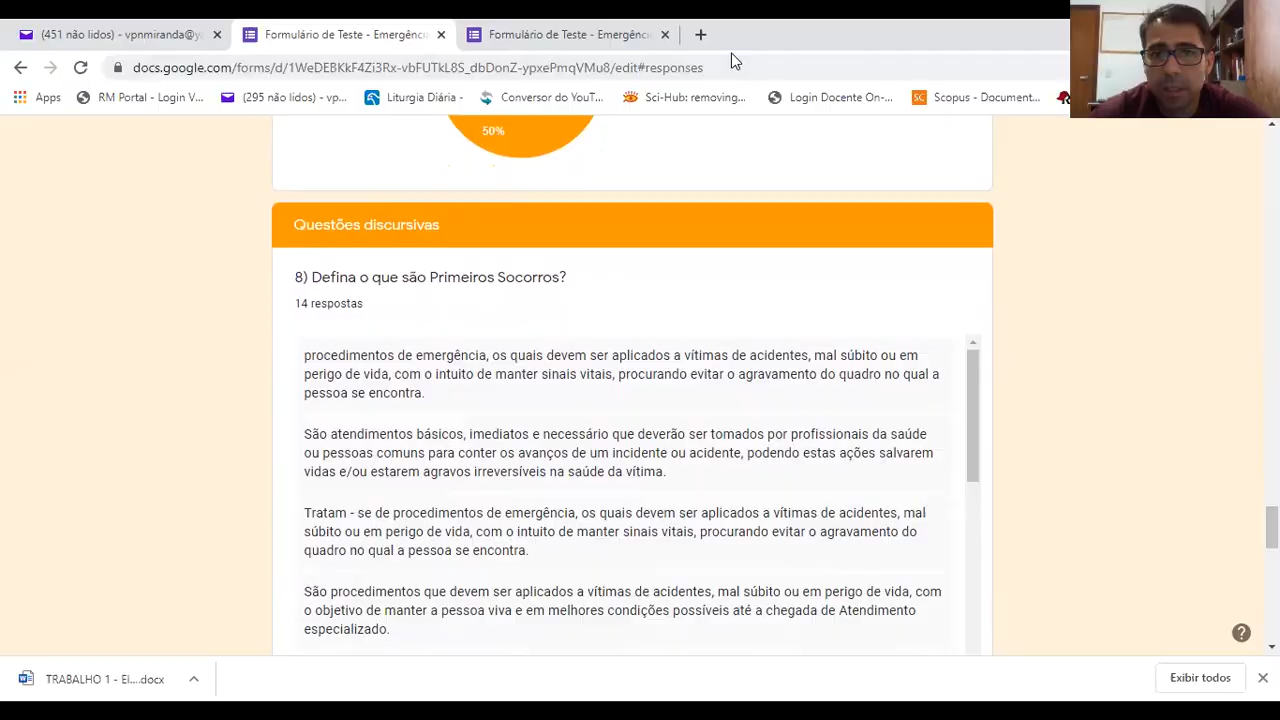 (451 não lidos) - vpnmiranda@y
Formulário de Teste - Emergênc
Formulário de Teste - Emergênc
docs.google.com/forms/d/1WeDEBKkF4Zi3Rx-vbFUTkL8S_dbDonZ-ypxePmqVMu8/edit#responses
Apps
RM Portal - Login V...
(295 não lidos) - vp...
Liturgia Diária -
Conversor do YouT...
Sci-Hub: removing...
Login Docente On-...
SC
Scopus - Document...
50%
Questões discursivas
8) Defina o que são Primeiros Socorros?
14 respostas
procedimentos de emergência, os quais devem ser aplicados a vítimas de acidentes, mal súbito ou em
perigo de vida, com o intuito de manter sinais vitais, procurando evitar o agravamento do quadro no qual a
pessoa se encontra.
São atendimentos básicos, imediatos e necessário que deverão ser tomados por profissionais da saúde
ou pessoas comuns para conter os avanços de um incidente ou acidente, podendo estas ações salvarem
vidas e/ou estarem agravos irreversíveis na saúde da vítima.
Tratam - se de procedimentos de emergência, os quais devem ser aplicados a vítimas de acidentes, mal
súbito ou em perigo de vida, com o intuito de manter sinais vitais, procurando evitar o agravamento do
quadro no qual a pessoa se encontra.
São procedimentos que devem ser aplicados a vítimas de acidentes, mal súbito ou em perigo de vida, com
o objetivo de manter a pessoa viva e em melhores condições possíveis até a chegada de Atendimento
especializado.
TRABALHO 1 - El....docx
Exibir todos